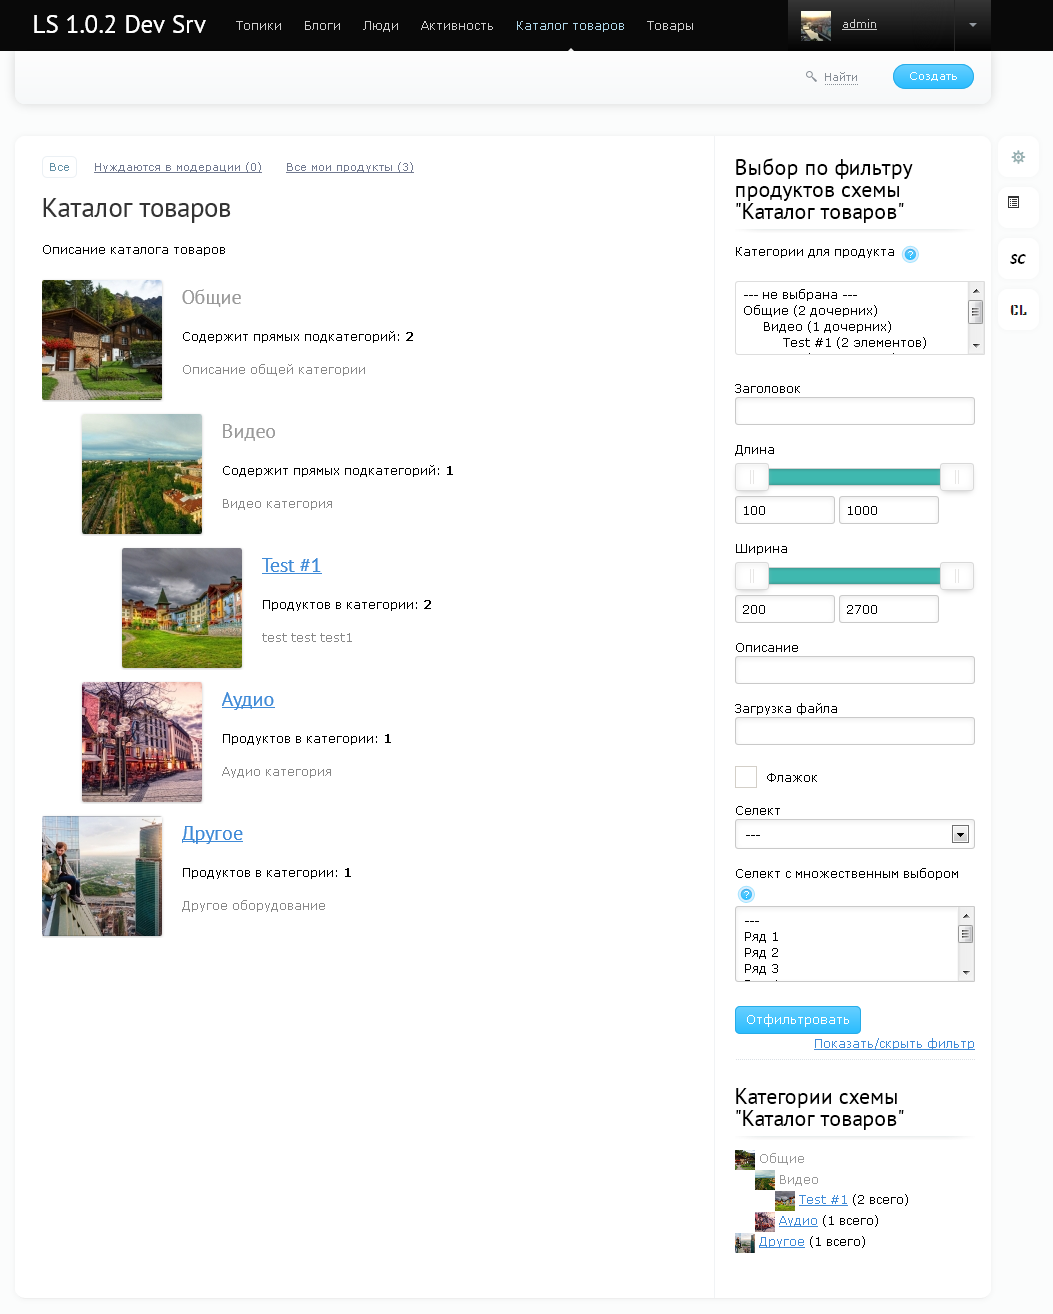 LS 1.0.2 Dev Srv
Топики
Блоги
Люди
Активность
Каталог товаров
Товары
admin
Найти
Создать
Все
Нуждаются в модерации (0)
Все мои продукты (3)
Каталог товаров
Описание каталога товаров
Общие
Содержит прямых подкатегорий: 2
Описание общей категории
Видео
Содержит прямых подкатегорий: 1
Видео категория
Test #1
Продуктов в категории: 2
test test test1
Аудио
Продуктов в категории: 1
Аудио категория
Другое
Продуктов в категории: 1
Другое оборудование
Выбор по фильтру
продуктов схемы
"Каталог товаров"
Категории для продукта
?
--- не выбрана ---
Общие (2 дочерних)
Видео (1 дочерних)
Test #1 (2 элементов)
Заголовок
Длина
100
1000
Ширина
200
2700
Описание
Загрузка файла
Флажок
Селект
---
Селект с множественным выбором
?
---
Ряд 1
Ряд 2
Ряд 3
Отфильтровать
Показать/скрыть фильтр
Категории схемы
"Каталог товаров"
Общие
Видео
Test #1 (2 всего)
Аудио (1 всего)
Другое (1 всего)
SC
CL